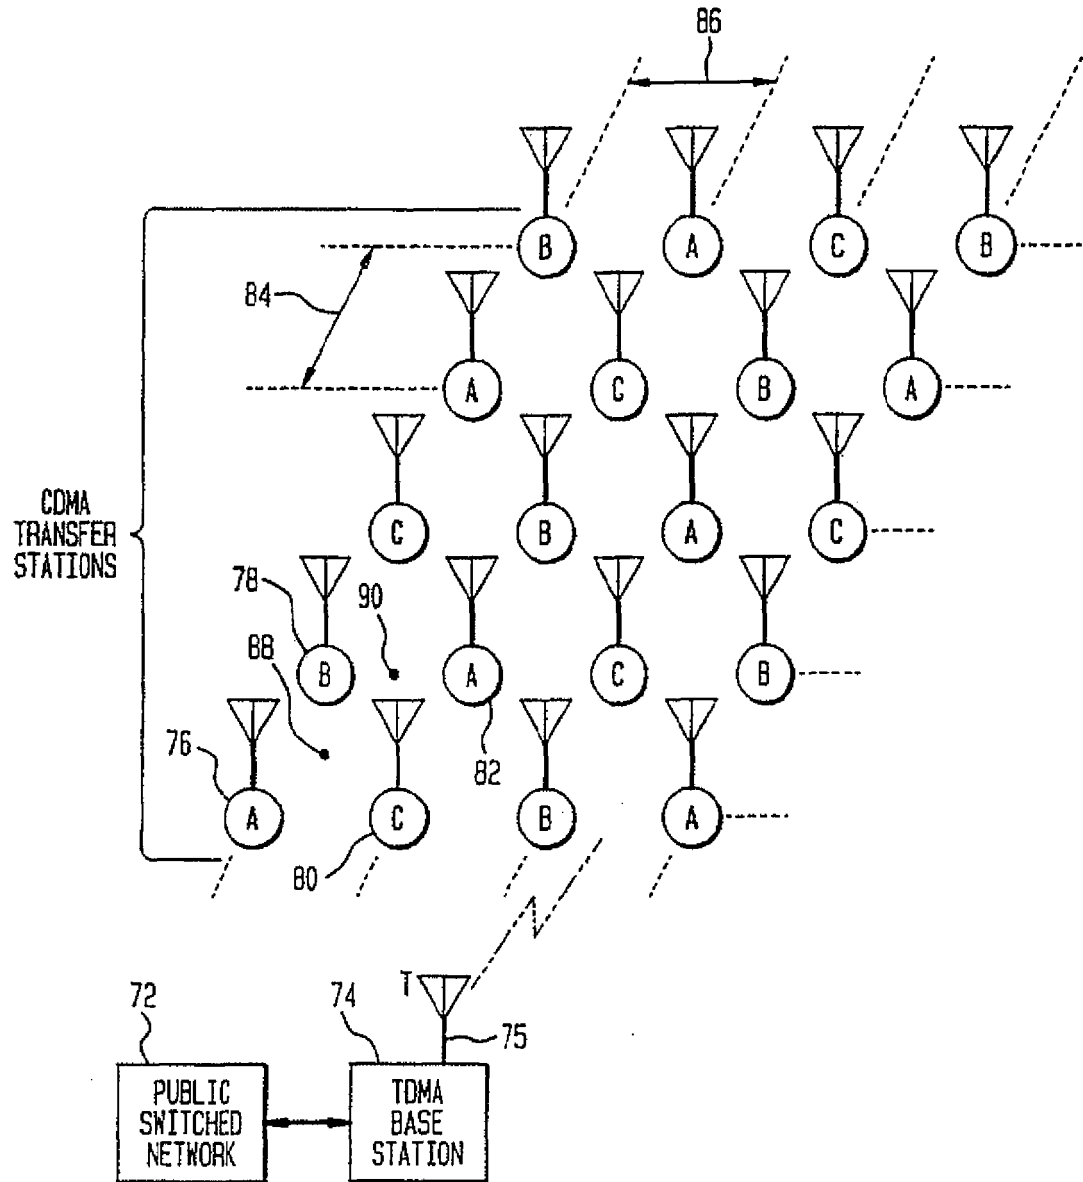 86
B A C B
84
A C B A
CDMA
TRANSFER
STATIONS
C B A C
78
90
88
B A C B
76
82
A C B A
80
T
72
74
75
PUBLIC
SWITCHED
NETWORK
TDMA
BASE
STATION